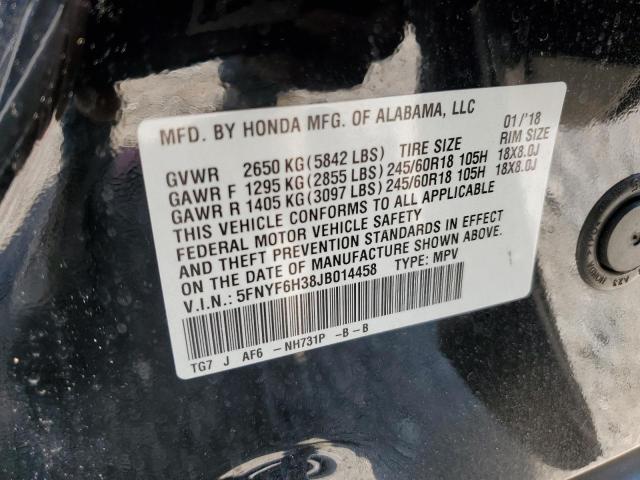 MFD. BY HONDA MFG. OF ALABAMA, LLC 01/'18
GVWR 2650 KG(5842 LBS) TIRE SIZE RIM SIZE
GAWR F 1295 KG(2855 LBS) 245/60R18 105H 18X8.0J
GAWR R 1405 KG(3097 LBS) 245/60R18 105H 18X8.0J
THIS VEHICLE CONFORMS TO ALL APPLICABLE
FEDERAL MOTOR VEHICLE SAFETY
AND THEFT PREVENTION STANDARDS IN EFFECT
ON THE DATE OF MANUFACTURE SHOWN ABOVE.
V.I.N.: 5FNYF6H38JB014458 TYPE: MPV
TG7 J AF6 -NH731P -B-B